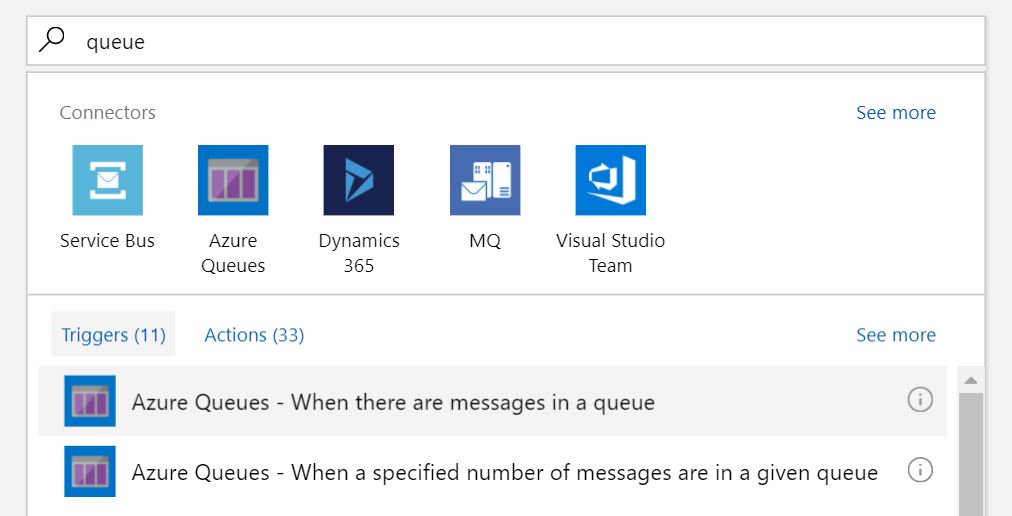 queue
Connectors See more
Service Bus Azure Queues Dynamics 365 MQ Visual Studio Team
Triggers (11) Actions (33) See more
Azure Queues - When there are messages in a queue
Azure Queues - When a specified number of messages are in a given queue